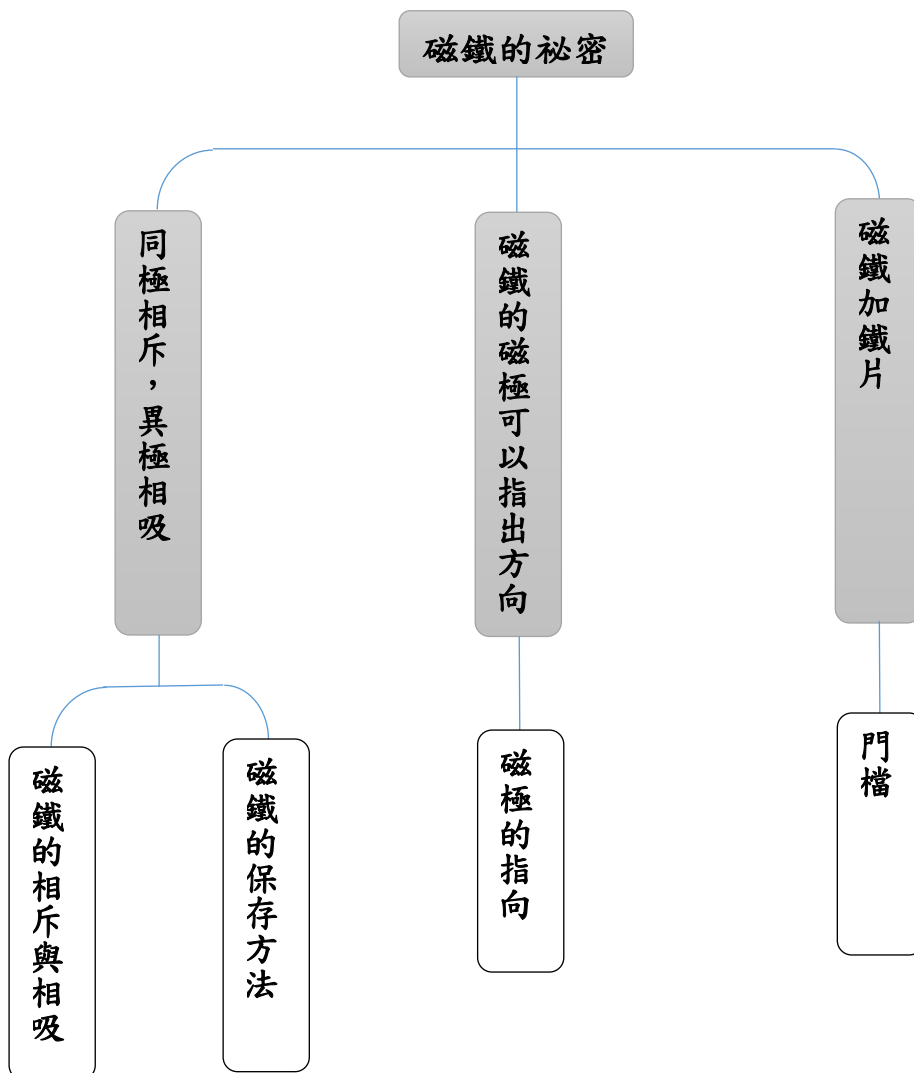 磁鐵的祕密
同極相斥，異極相吸
磁鐵的磁極可以指出方向
磁鐵加鐵片
磁鐵的相斥與相吸
磁鐵的保存方法
磁極的指向
門檔